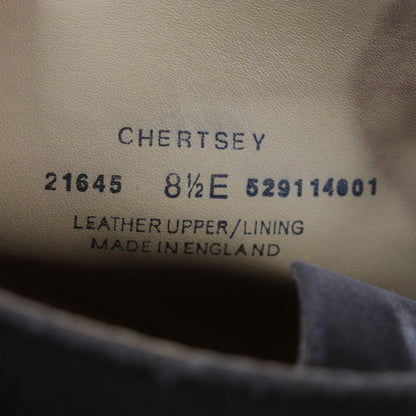 CHERTSEY
21645 8½E 529114601
LEATHER UPPER/LINING
MADE IN ENGLAND